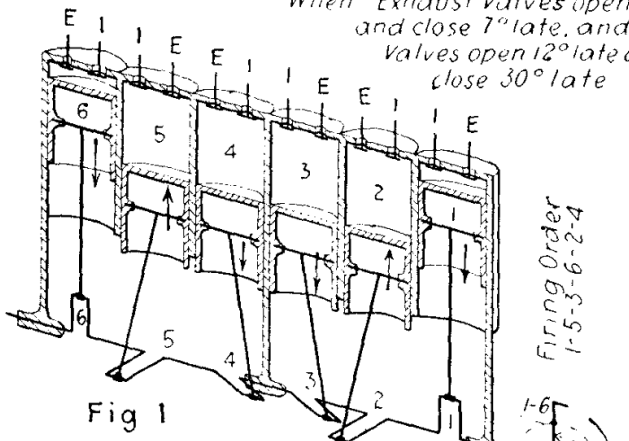 When Exhaust Valves open
and close 7° late, and
Valves open 12° late
close 30° late
E I I E E I I E E I I E
6 5 4 3 2 1
6 5 4 3 2 1
Fig 1
Firing Order
1-5-3-6-2-4
1-6